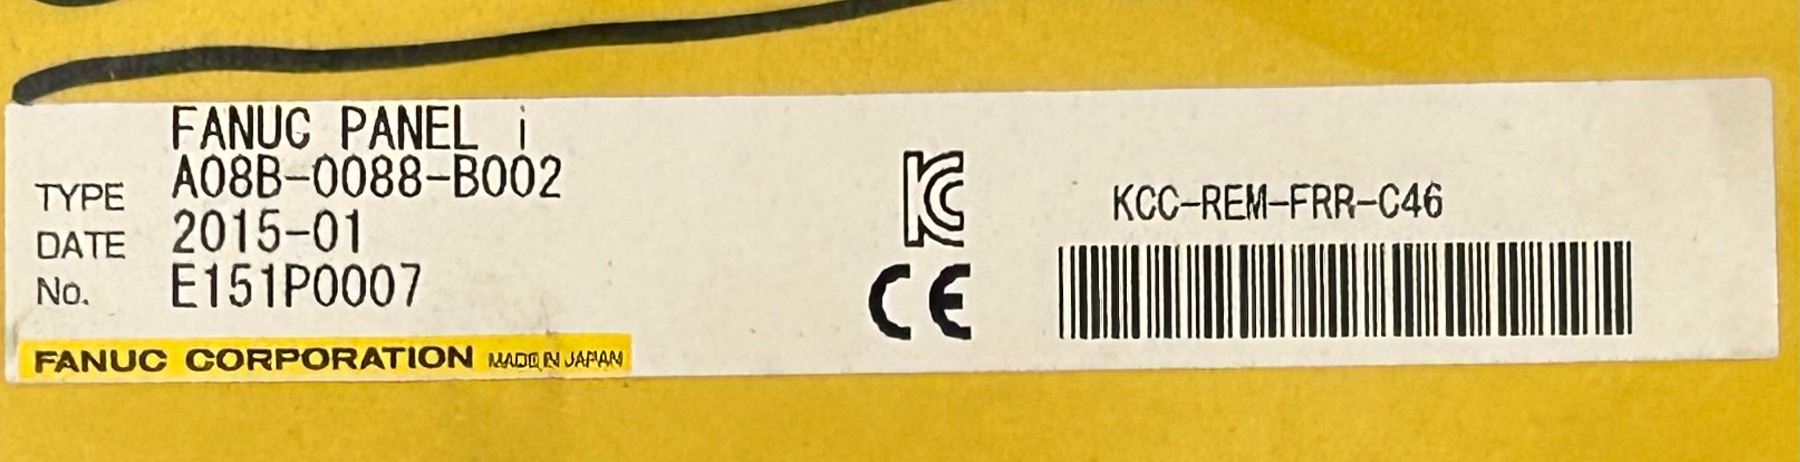 FANUC PANEL i
TYPE A08B-0088-B002
DATE 2015-01
No. E151P0007
FANUC CORPORATION MADE IN JAPAN
KC
CE
KCC-REM-FRR-C46